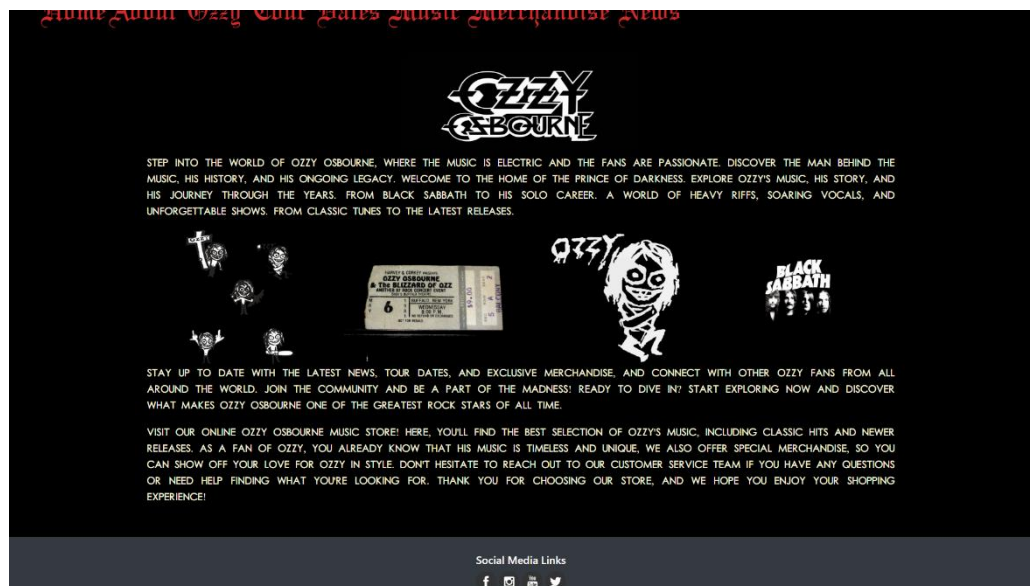 Home About Ozzy Tour Dates Music Merchandise News
OZZY
OSBOURNE
STEP INTO THE WORLD OF OZZY OSBOURNE, WHERE THE MUSIC IS ELECTRIC AND THE FANS ARE PASSIONATE. DISCOVER THE MAN BEHIND THE
MUSIC, HIS HISTORY, AND HIS ONGOING LEGACY. WELCOME TO THE HOME OF THE PRINCE OF DARKNESS. EXPLORE OZZY'S MUSIC, HIS STORY, AND
HIS JOURNEY THROUGH THE YEARS. FROM BLACK SABBATH TO HIS SOLO CAREER. A WORLD OF HEAVY RIFFS, SOARING VOCALS, AND
UNFORGETTABLE SHOWS. FROM CLASSIC TUNES TO THE LATEST RELEASES.
OZZY OSBOURNE
& The BLIZZARD OF OZZ
ANOTHER QT ROCK CONCERT EVENT
BUFFALO, NEW YORK
6
WEDNESDAY
8:00 P.M.
$9.00
OZZY
BLACK
SABBATH
STAY UP TO DATE WITH THE LATEST NEWS, TOUR DATES, AND EXCLUSIVE MERCHANDISE, AND CONNECT WITH OTHER OZZY FANS FROM ALL
AROUND THE WORLD. JOIN THE COMMUNITY AND BE A PART OF THE MADNESS! READY TO DIVE IN? START EXPLORING NOW AND DISCOVER
WHAT MAKES OZZY OSBOURNE ONE OF THE GREATEST ROCK STARS OF ALL TIME.
VISIT OUR ONLINE OZZY OSBOURNE MUSIC STORE! HERE, YOU'LL FIND THE BEST SELECTION OF OZZY'S MUSIC, INCLUDING CLASSIC HITS AND NEWER
RELEASES. AS A FAN OF OZZY, YOU ALREADY KNOW THAT HIS MUSIC IS TIMELESS AND UNIQUE, WE ALSO OFFER SPECIAL MERCHANDISE, SO YOU
CAN SHOW OFF YOUR LOVE FOR OZZY IN STYLE. DON'T HESITATE TO REACH OUT TO OUR CUSTOMER SERVICE TEAM IF YOU HAVE ANY QUESTIONS
OR NEED HELP FINDING WHAT YOU'RE LOOKING FOR. THANK YOU FOR CHOOSING OUR STORE, AND WE HOPE YOU ENJOY YOUR SHOPPING
EXPERIENCE!
Social Media Links